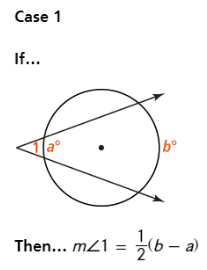 Case 1
If...
1 a° b°
Then... m∠1 = 1/2(b − a)